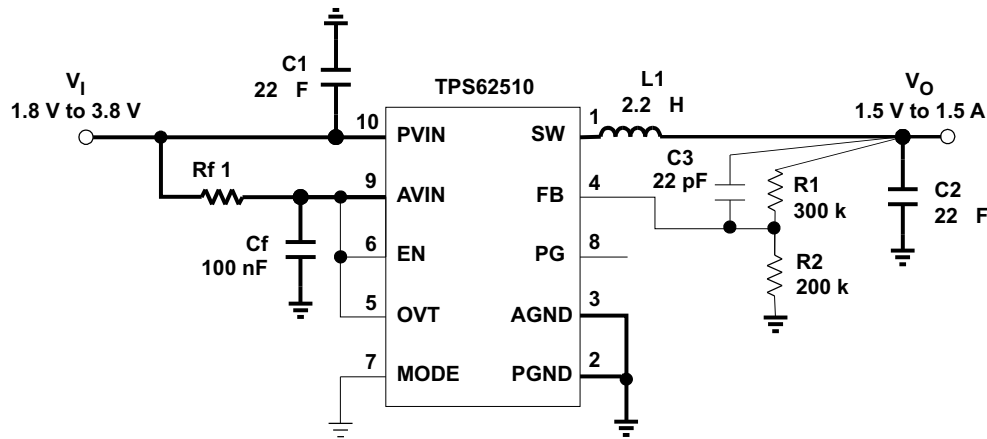 C1
22 F
TPS62510
L1
2.2 H
VI
1.8 V to 3.8 V
VO
1.5 V to 1.5 A
10
PVIN
SW
1
Rf 1
9
AVIN
FB
4
C3
22 pF
R1
300 k
C2
22 F
Cf
100 nF
6
EN
PG
8
R2
200 k
5
OVT
AGND
3
7
MODE
PGND
2